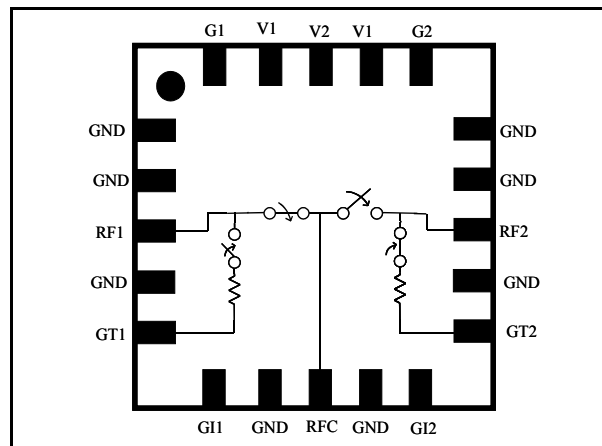 G1 V1 V2 V1 G2
GND GND
GND GND
RF1 RF2
GND GND
GT1 GT2
GI1 GND RFC GND GI2